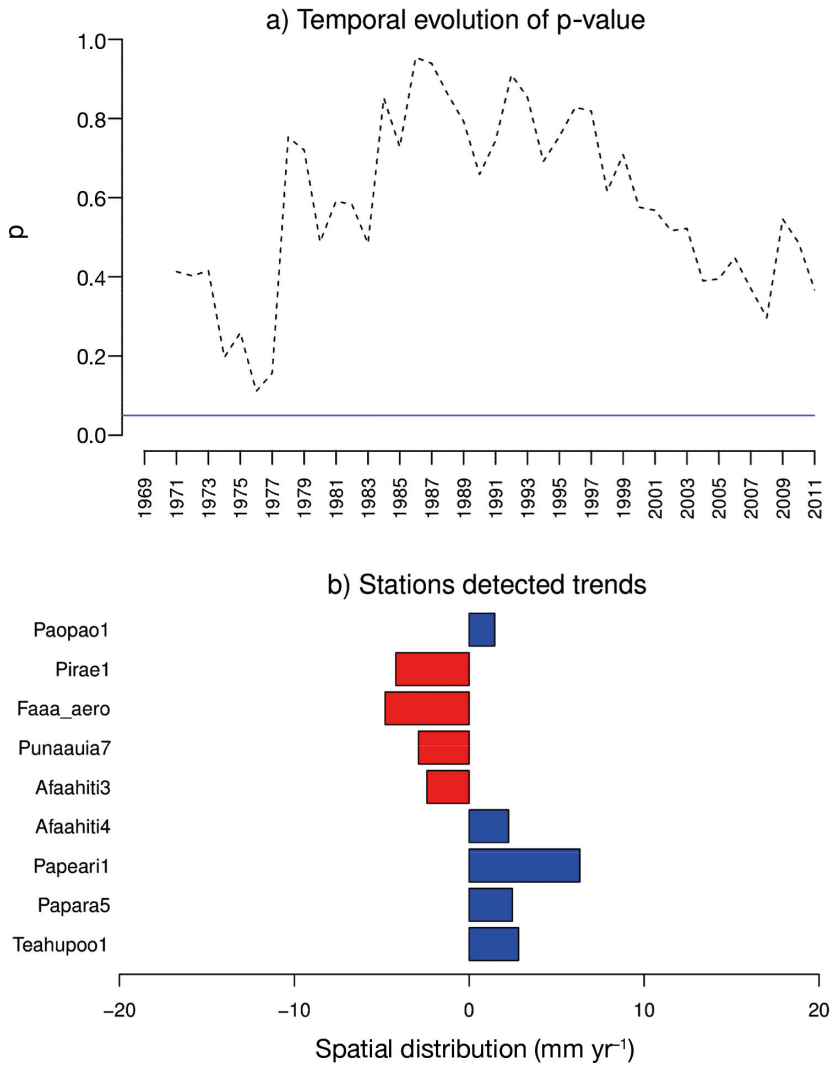 a) Temporal evolution of p-value
1.0
0.8
0.6
0.4
0.2
0.0
p
1969 1971 1973 1975 1977 1979 1981 1983 1985 1987 1989 1991 1993 1995 1997 1999 2001 2003 2005 2007 2009 2011
b) Stations detected trends
Paopao1
Pirae1
Faaa_aero
Punaauia7
Afaahiti3
Afaahiti4
Papeari1
Papara5
Teahupoo1
−20 −10 0 10 20
Spatial distribution (mm yr⁻¹)